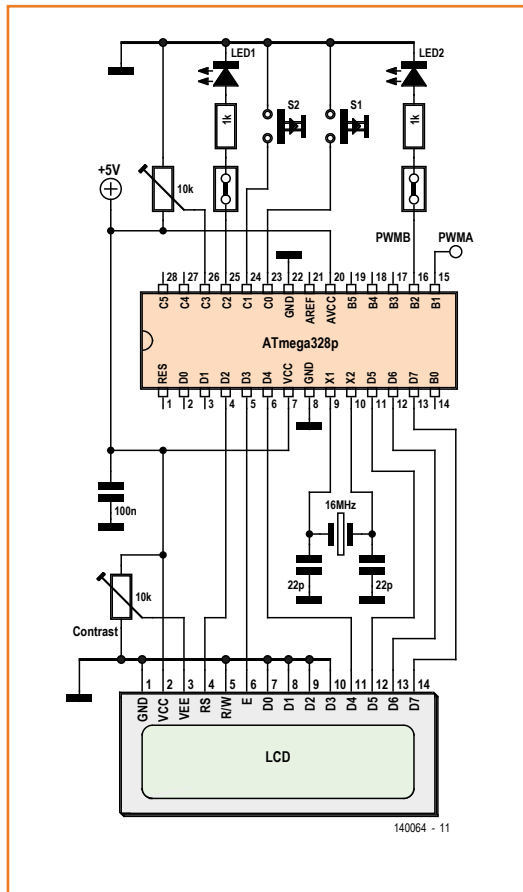 LED1
LED2
S2
S1
1k
1k
+5V
10k
PWMB
PWMA
28 27 26 25 24 23 22 21 20 19 18 17 16 15
C5 C4 C3 C2 C1 C0 GND AREF AVCC B5 B4 B3 B2 B1
ATmega328p
RES D0 D1 D2 D3 D4 VCC GND X1 X2 D5 D6 D7 B0
1 2 3 4 5 6 7 8 9 10 11 12 13 14
100n
16MHz
22p
22p
10k
Contrast
1 2 3 4 5 6 7 8 9 10 11 12 13 14
GND VCC VEE RS R/W E D0 D1 D2 D3 D4 D5 D6 D7
LCD
140064 - 11